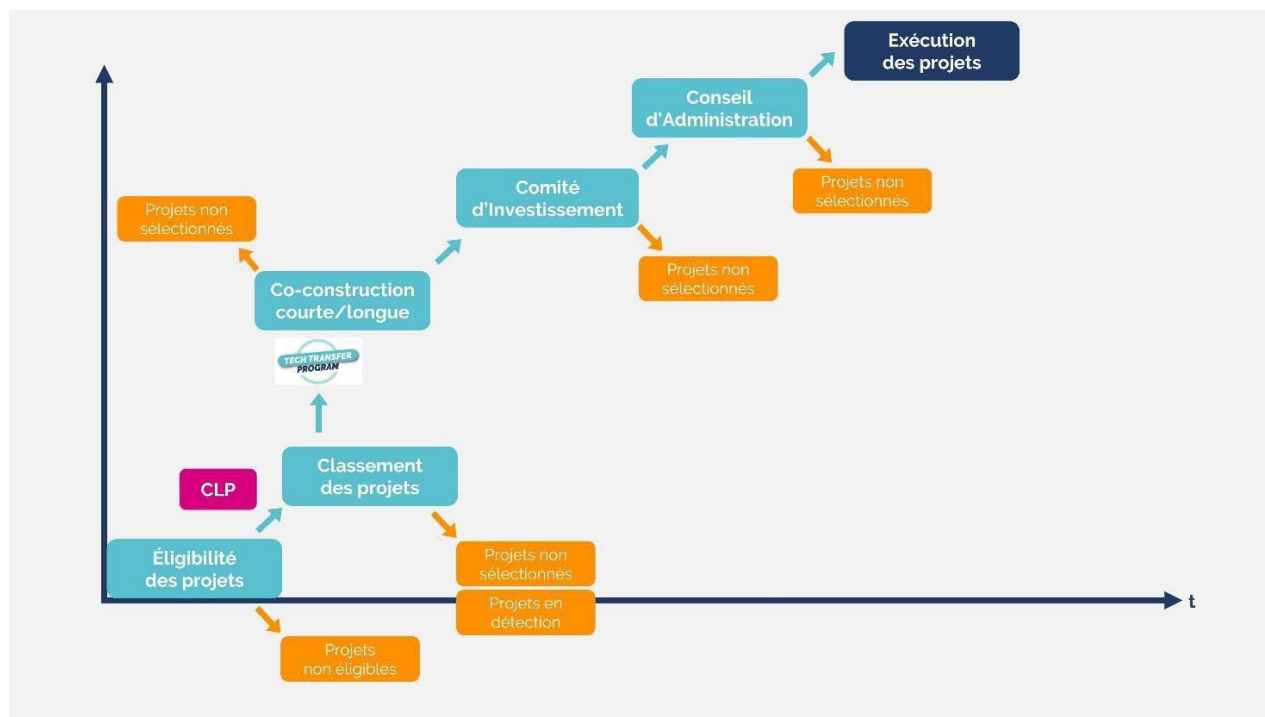 Exécution
des projets
Conseil
d'Administration
Projets non
sélectionnés
Comité
d'Investissement
Projets non
sélectionnés
Projets non
sélectionnés
Co-construction
courte/longue
TECH TRANSFER
PROGRAM
Classement
des projets
CLP
Projets non
sélectionnés
Projets en
détection
Éligibilité
des projets
Projets
non éligibles
t